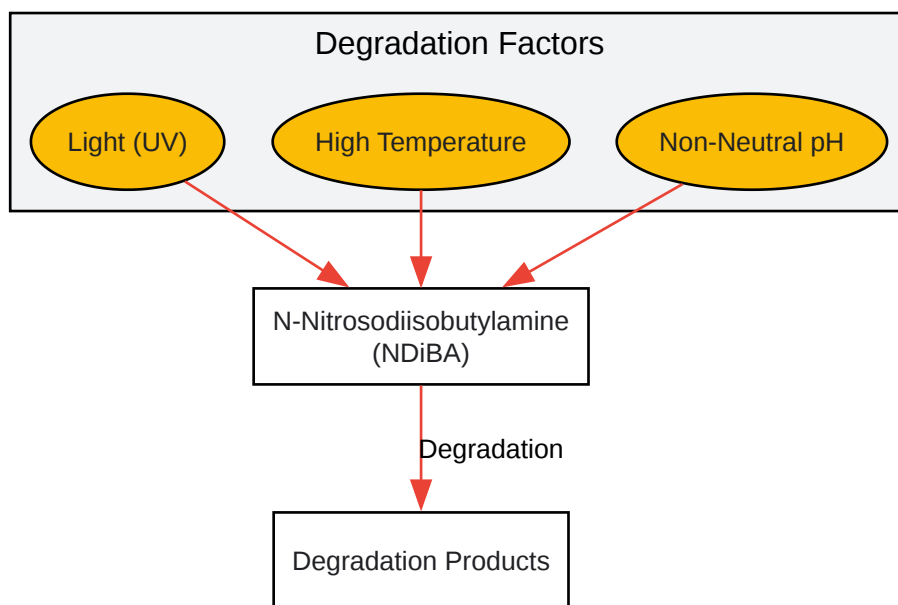 Degradation Factors
Light (UV)
High Temperature
Non-Neutral pH
N-Nitrosodiisobutylamine
(NDiBA)
Degradation
Degradation Products